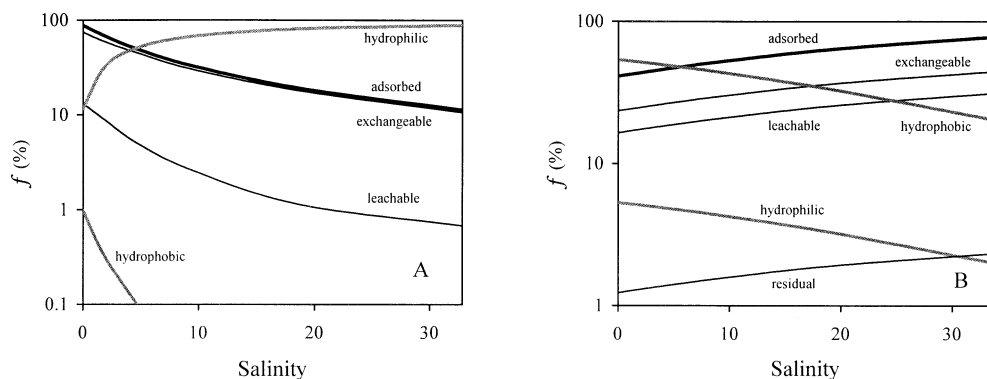 100
hydrophilic
adsorbed
10
exchangeable
f (%)
leachable
1
hydrophobic
A
0.1
0 10 20 30
Salinity
100
adsorbed
exchangeable
leachable
hydrophobic
10
f (%)
hydrophilic
residual
B
1
0 10 20 30
Salinity